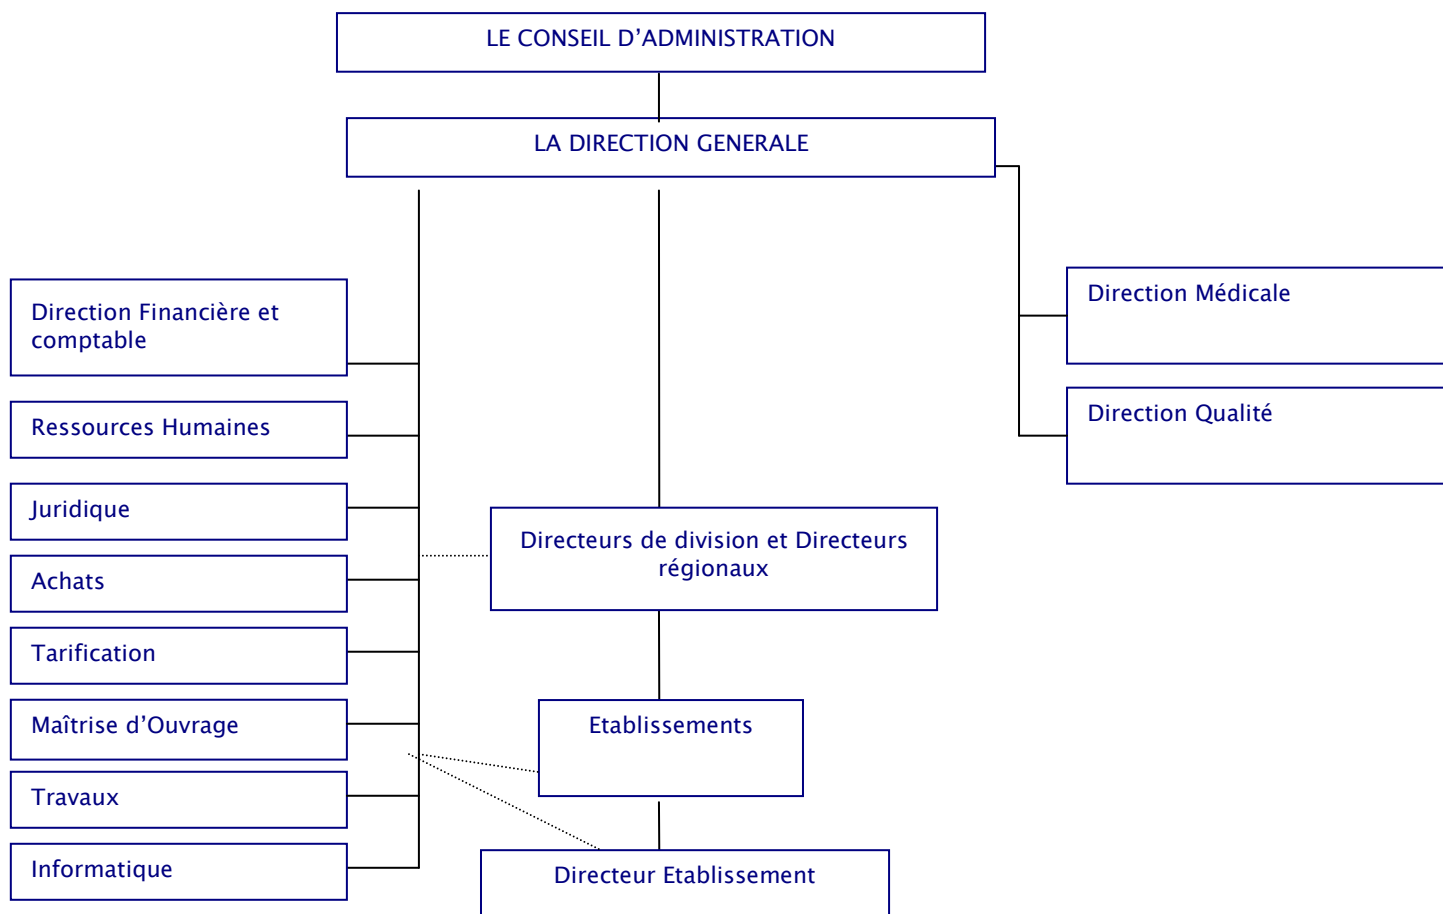 LE CONSEIL D’ADMINISTRATION
LA DIRECTION GENERALE
Direction Financière et
comptable
Ressources Humaines
Juridique
Achats
Tarification
Maîtrise d’Ouvrage
Travaux
Informatique
Directeurs de division et Directeurs
régionaux
Etablissements
Directeur Etablissement
Direction Médicale
Direction Qualité